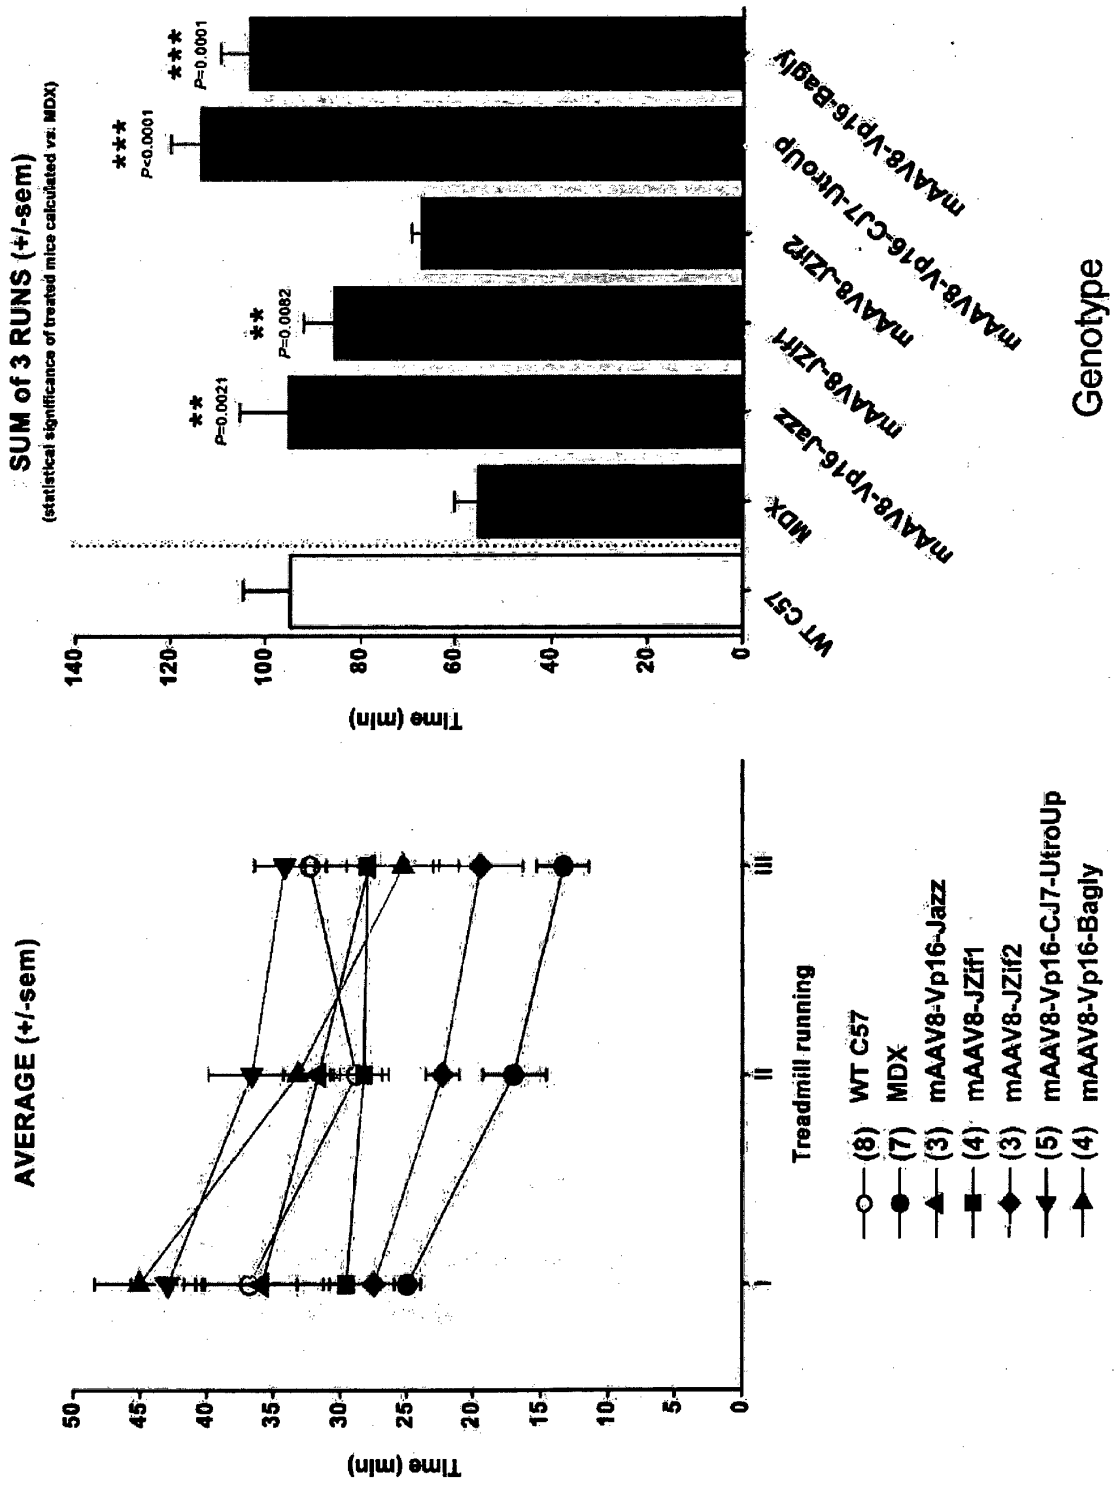 AVERAGE (+/-sem)
Time (min)
50
45
40
35
30
25
20
15
10
5
0
I
II
III
Treadmill running
(8) WT C57
(7) MDX
(3) mAAV8-Vp16-Jazz
(4) mAAV8-JZif1
(3) mAAV8-JZif2
(5) mAAV8-Vp16-CJ7-UtroUp
(4) mAAV8-Vp16-Bagly
SUM of 3 RUNS (+/-sem)
(statistical significance of treated mice calculated vs: MDX)
Time (min)
140
120
100
80
60
40
20
0
**
P=0.0021
**
P=0.0082
***
P<0.0001
***
P=0.0001
WT C57
MDX
mAAV8-Vp16-Jazz
mAAV8-JZif1
mAAV8-JZif2
mAAV8-Vp16-CJ7-UtroUp
mAAV8-Vp16-Bagly
Genotype